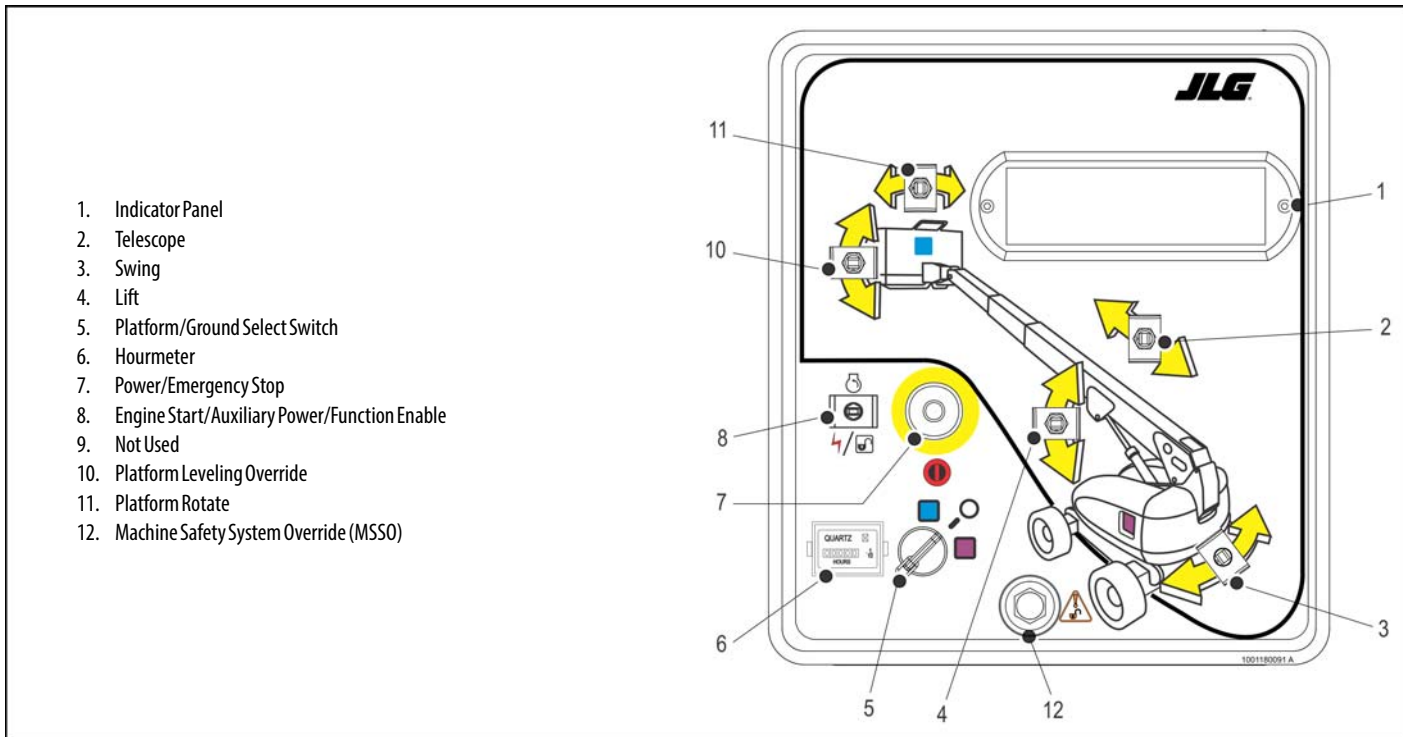 1. Indicator Panel
2. Telescope
3. Swing
4. Lift
5. Platform/Ground Select Switch
6. Hourmeter
7. Power/Emergency Stop
8. Engine Start/Auxiliary Power/Function Enable
9. Not Used
10. Platform Leveling Override
11. Platform Rotate
12. Machine Safety System Override (MSSO)
JLG
11
1
10
2
8
7
QUARTZ
HOURS
6
5
4
12
3
1001180091 A